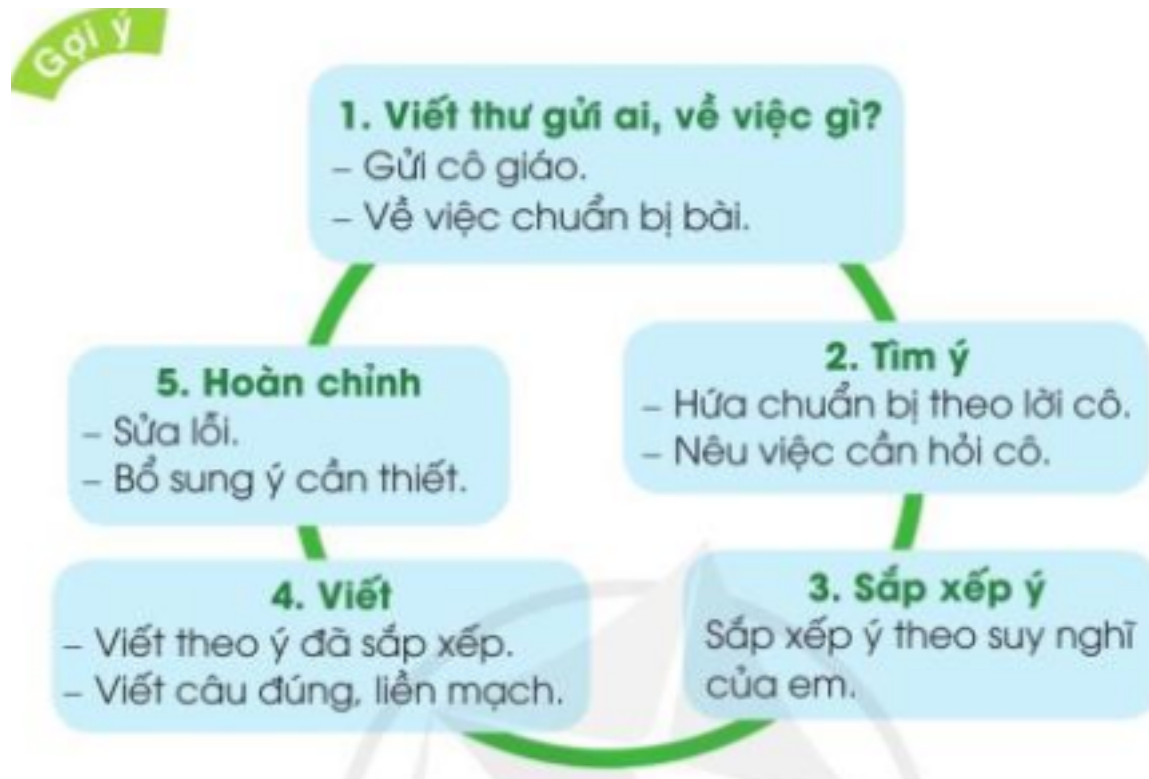 Gợi ý
1. Viết thư gửi ai, về việc gì?
– Gửi cô giáo.
– Về việc chuẩn bị bài.
2. Tìm ý
– Hứa chuẩn bị theo lời cô.
– Nêu việc cần hỏi cô.
3. Sắp xếp ý
Sắp xếp ý theo suy nghĩ
của em.
4. Viết
– Viết theo ý đã sắp xếp.
– Viết câu đúng, liền mạch.
5. Hoàn chỉnh
– Sửa lỗi.
– Bổ sung ý cần thiết.